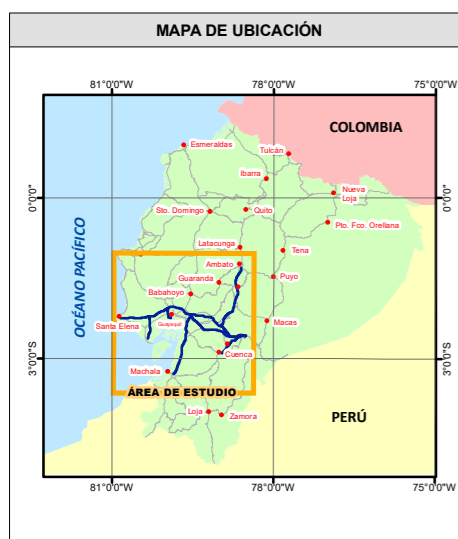 MAPA DE UBICACIÓN
81°0'0"W
78°0'0"W
75°0'0"W
COLOMBIA
Esmeraldas
Tulcán
Ibarra
0°0'0"
0°0'0"
Nueva
Loja
Sto. Domingo
Quito
Pto. Fco. Orellana
OCÉANO PACÍFICO
Latacunga
Tena
Ambato
Guaranda
Puyo
Babahoyo
Santa Elena
Guayaquil
Macas
3°0'0"S
3°0'0"S
Cuenca
Machala
ÁREA DE ESTUDIO
Loja
Zamora
PERÚ
81°0'0"W
78°0'0"W
75°0'0"W